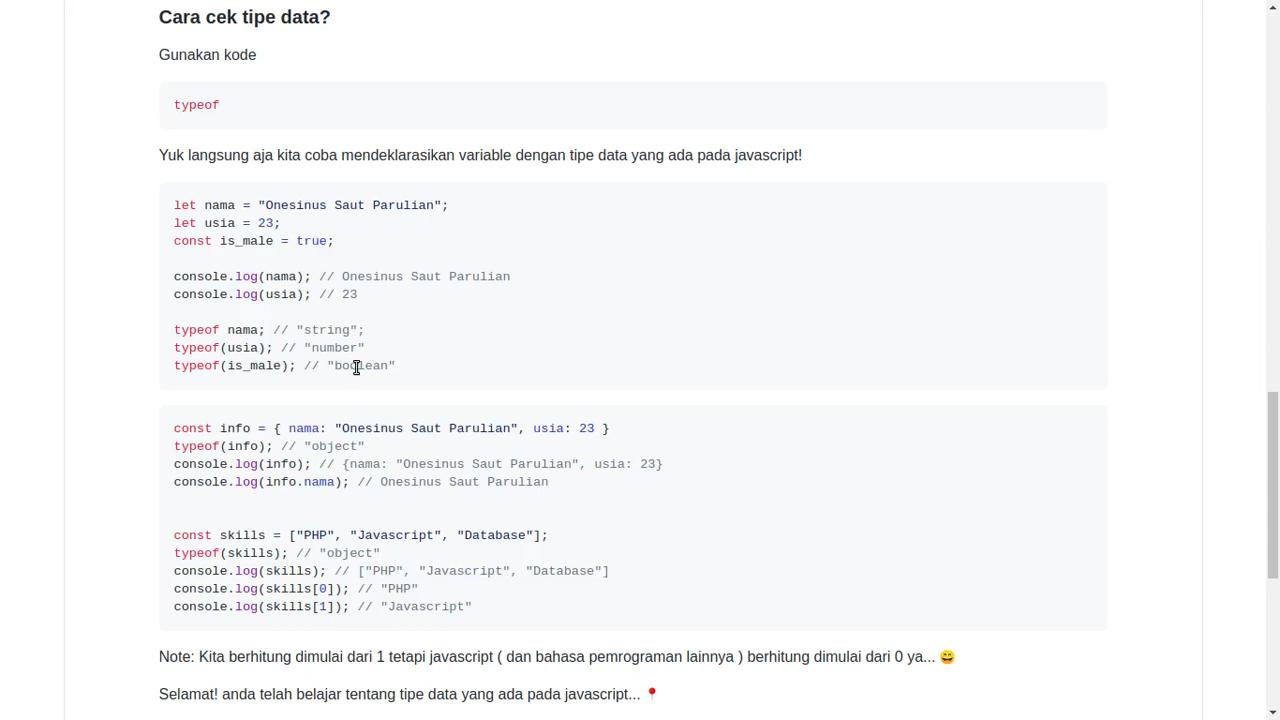 Cara cek tipe data?
Gunakan kode
typeof
Yuk langsung aja kita coba mendeklarasikan variable dengan tipe data yang ada pada javascript!
let nama = "Onesinus Saut Parulian";
let usia = 23;
const is_male = true;
console.log(nama); // Onesinus Saut Parulian
console.log(usia); // 23
typeof nama; // "string";
typeof(usia); // "number"
typeof(is_male); // "boolean"
const info = { nama: "Onesinus Saut Parulian", usia: 23 }
typeof(info); // "object"
console.log(info); // {nama: "Onesinus Saut Parulian", usia: 23}
console.log(info.nama); // Onesinus Saut Parulian
const skills = ["PHP", "Javascript", "Database"];
typeof(skills); // "object"
console.log(skills); // ["PHP", "Javascript", "Database"]
console.log(skills[0]); // "PHP"
console.log(skills[1]); // "Javascript"
Note: Kita berhitung dimulai dari 1 tetapi javascript ( dan bahasa pemrograman lainnya ) berhitung dimulai dari 0 ya... 😄
Selamat! anda telah belajar tentang tipe data yang ada pada javascript... 📍